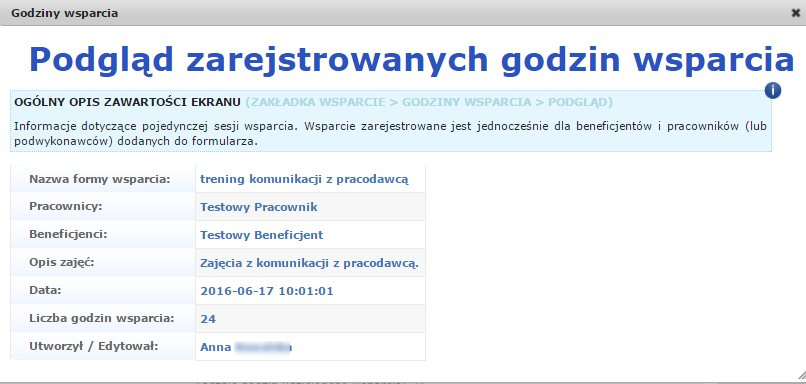 Godziny wsparcia
Podgląd zarejstrowanych godzin wsparcia
OGÓLNY OPIS ZAWARTOŚCI EKRANU (ZAKŁADKA WSPARCIE > GODZINY WSPARCIA > PODGLĄD)
Informacje dotyczące pojedynczej sesji wsparcia. Wsparcie zarejestrowane jest jednocześnie dla beneficjentów i pracowników (lub
podwykonawców) dodanych do formularza.
Nazwa formy wsparcia: trening komunikacji z pracodawcą
Pracownicy: Testowy Pracownik
Beneficjenci: Testowy Beneficjent
Opis zajęć: Zajęcia z komunikacji z pracodawcą.
Data: 2016-06-17 10:01:01
Liczba godzin wsparcia: 24
Utworzył / Edytował: Anna